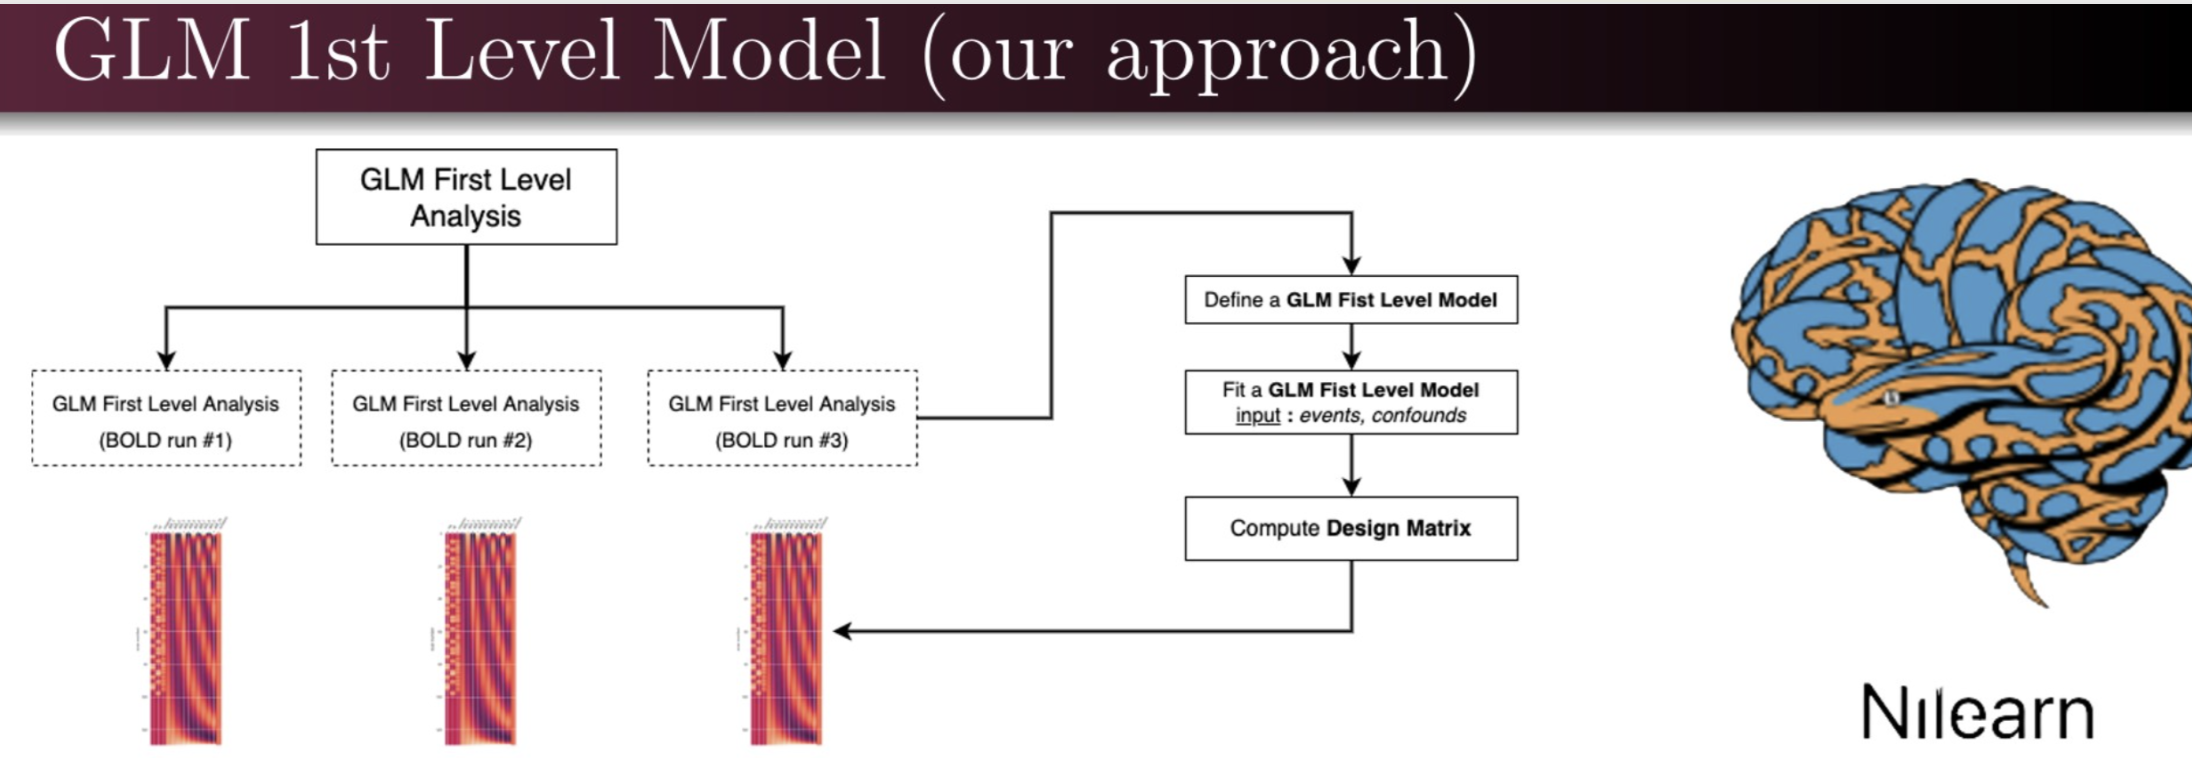 GLM 1st Level Model (our approach)
GLM First Level
Analysis
GLM First Level Analysis
(BOLD run #1)
GLM First Level Analysis
(BOLD run #2)
GLM First Level Analysis
(BOLD run #3)
Define a GLM Fist Level Model
Fit a GLM Fist Level Model
input : events, confounds
Compute Design Matrix
Nilearn